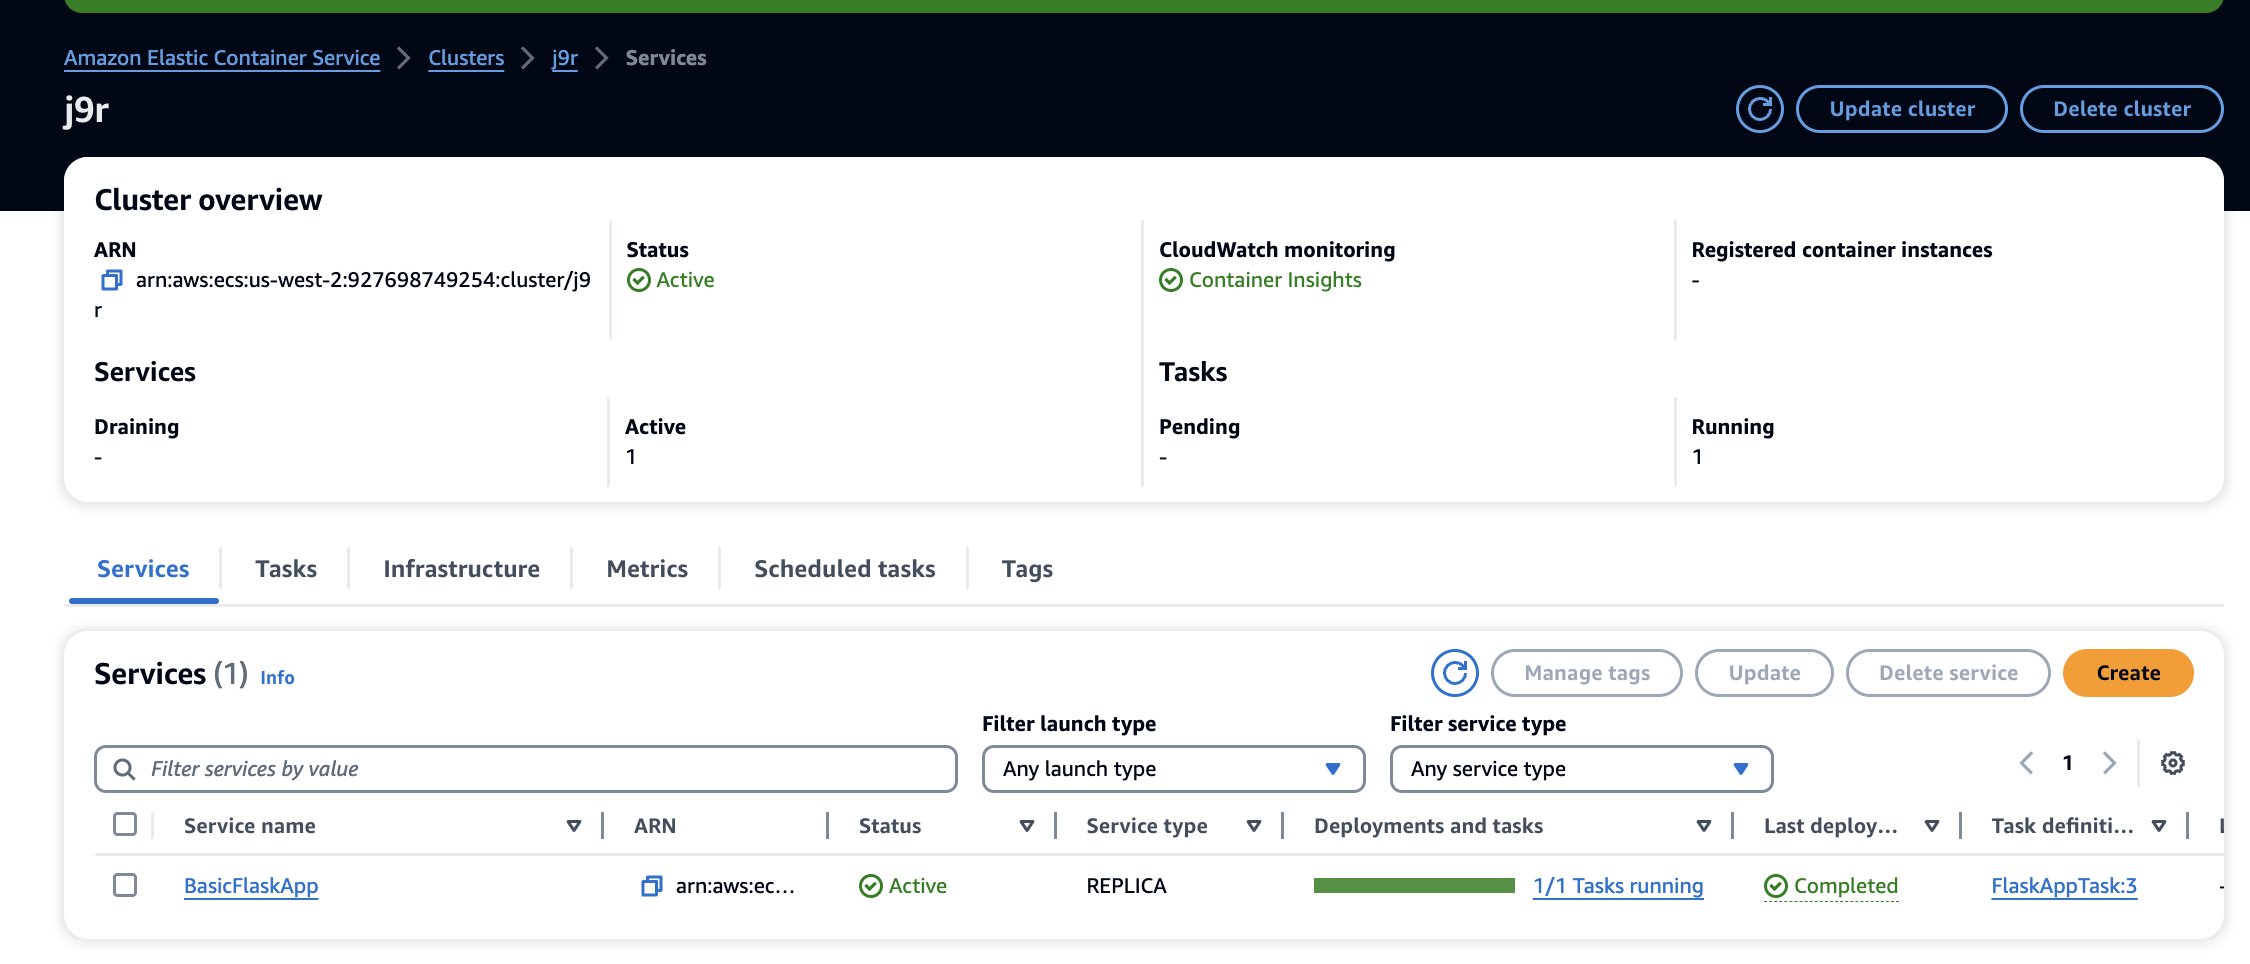 Amazon Elastic Container Service > Clusters > j9r > Services
j9r
Update cluster
Delete cluster
Cluster overview
ARN
arn:aws:ecs:us-west-2:927698749254:cluster/j9
r
Status
Active
CloudWatch monitoring
Container Insights
Registered container instances
-
Services
Draining
-
Active
1
Tasks
Pending
-
Running
1
Services
Tasks
Infrastructure
Metrics
Scheduled tasks
Tags
Services (1) Info
Manage tags
Update
Delete service
Create
Filter services by value
Filter launch type
Any launch type
Filter service type
Any service type
1
Service name
ARN
Status
Service type
Deployments and tasks
Last deploy...
Task definiti...
BasicFlaskApp
arn:aws:ec...
Active
REPLICA
1/1 Tasks running
Completed
FlaskAppTask:3
-